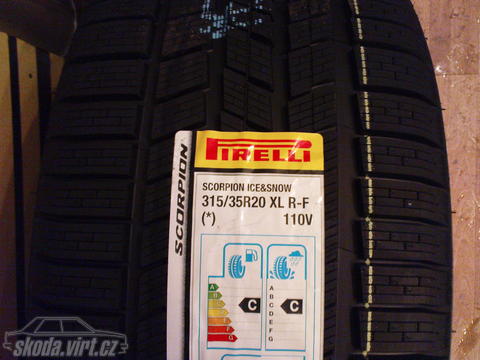 PIRELLI
SCORPION
SCORPION ICE&SNOW
315/35R20 XL R-F
(*) 110V
A
B
C
D
E
F
G
C
A
B
C
D
E
F
G
C
skoda.virt.cz